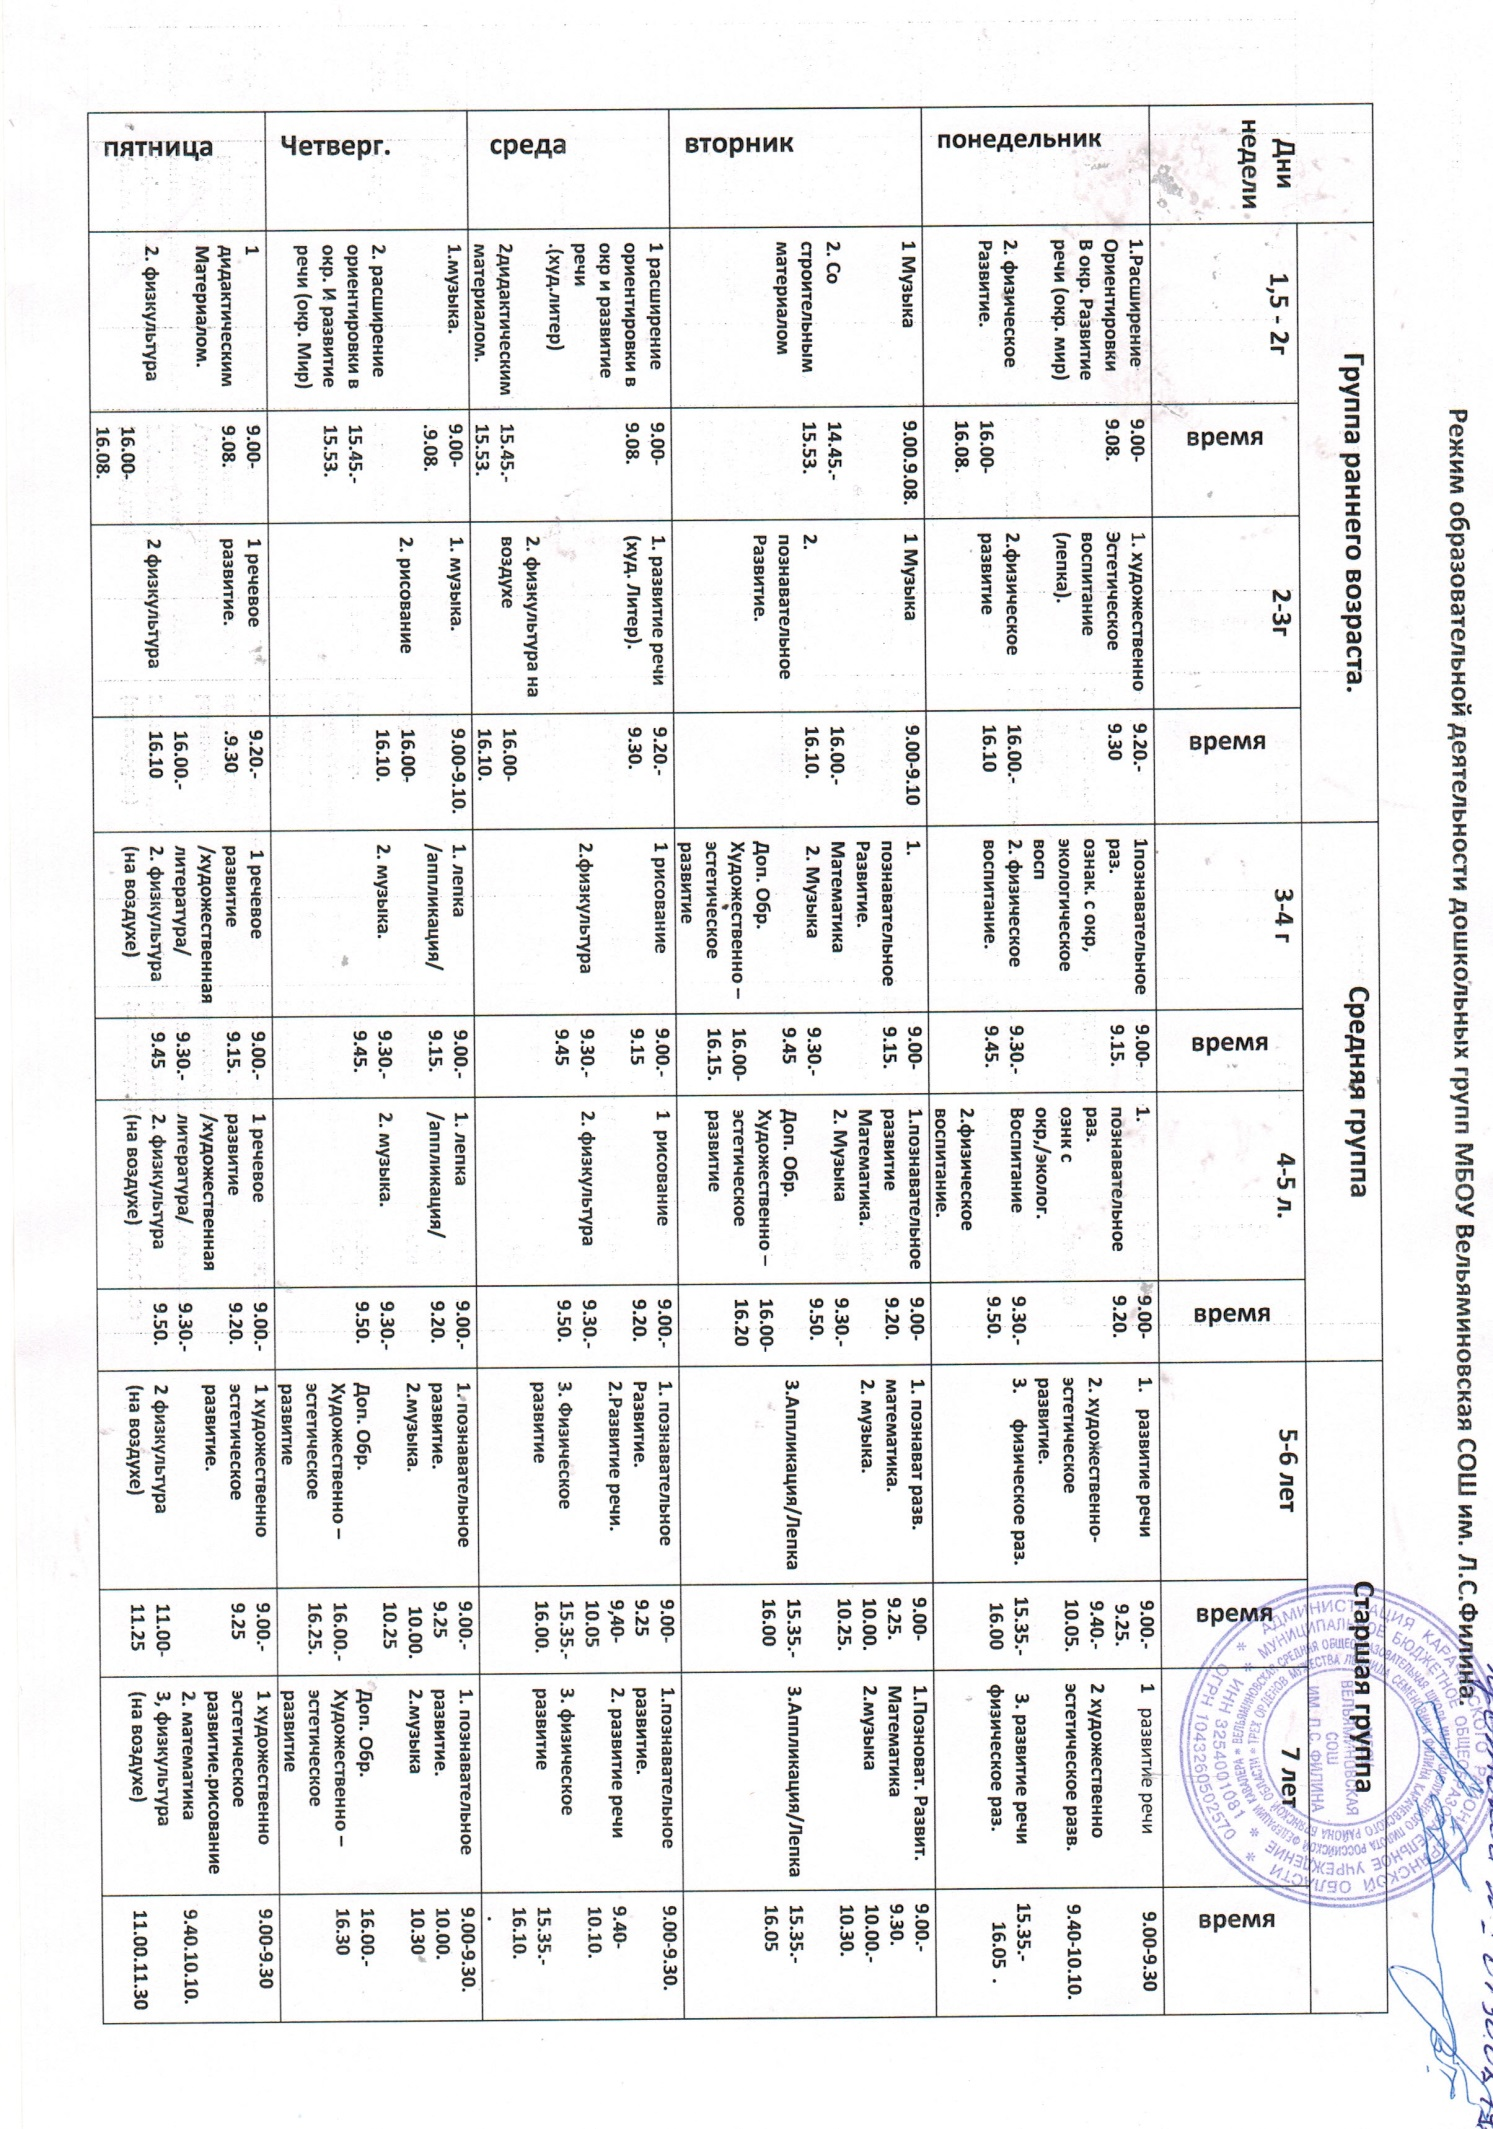 Режим образовательной деятельности дошкольных групп МБОУ Вельяминовская СОШ им. Л.С.Филина.
Дни
недели
Группа раннего возраста.
Средняя группа
Старшая группа
1,5 - 2г
время
2-3г
время
3-4 г
время
4-5 л.
время
5-6 лет
время
7 лет
время
понедельник
1.Расширение
Ориентировки
В окр. Развитие
речи (окр. мир)
2. физическое
Развитие.
9.00-
9.08.
16.00-
16.08.
1. художественно
Эстетическое
воспитание
(лепка).
2.физическое
развитие
9.20.-
9.30
16.00.-
16.10
1познавательное
раз.
ознак. с окр,
экологическое
восп
2. физическое
воспитание.
9.00-
9.15.
9.30.-
9.45.
1.
познавательное
раз.
ознк с
окр,/эколог.
Воспитание
2.физическое
воспитание.
9.00-
9.20.
9.30.-
9.50.
1. развитие речи
2. художественно-
эстетическое
развитие.
3. физическое раз.
9.00.-
9.25.
9.40.-
10.05.
15.35.-
16.00
1 развитие речи
2 художественно
эстетическое разв.
3, развитие речи
физическое раз.
9.00-9.30
9.40-10.10.
15.35.-
16.05 .
вторник
1 Музыка
2. Со
строительным
материалом
9.00.9.08.
14.45.-
15.53.
1 Музыка
2.
познавательное
Развитие.
9.00-9.10
16.00.-
16.10.
1.
познавательное
Развитие.
Математика
2. Музыка
Доп. Обр.
Художественно –
эстетическое
развитие
9.00-
9.15.
9.30.-
9.45
16.00-
16.15.
1.познавательное
развитие
Математика.
2. Музыка
Доп. Обр.
Художественно –
эстетическое
развитие
9.00-
9.20.
9.30.-
9.50.
16.00-
16.20
1. познават разв.
математика.
2. музыка.
3.Аппликация/Лепка
9.00-
9.25.
10.00.
10.25.
15.35.-
16.00
1.Позноват. Развит.
Математика
2.музыка
3.Аппликация/Лепка
9.00.-
9.30.
10.00.-
10.30.
15.35.-
16.05
среда
1 расширение
ориентировки в
окр и развитие
речи
.(худ.литер)
2дидактическим
материалом.
9.00-
9.08.
15.45.-
15.53.
1. развитие речи
(худ. Литер).
2. физкультура на
воздухе
9.20.-
9.30.
16.00-
16.10.
1 рисование
2.физкультура
9.00.-
9.15
9.30.-
9.45
1 рисование
2. физкультура
9.00.-
9.20.
9.30.-
9.50.
1. познавательное
Развитие.
2.Развитие речи.
3. Физическое
развитие
9.00-
9.25
9,40-
10.05
15.35.-
16.00.
1.познавательное
развитие.
2. развитие речи
3. физическое
развитие
9.00-9.30.
9.40-
10.10.
15.35.-
16.10.
Четверг.
1.музыка.
2. расширение
ориентировки в
окр. И развитие
речи (окр. Мир)
9.00-
.9.08.
15.45.-
15.53.
1. музыка.
2. рисование
9.00-9.10.
16.00-
16.10.
1. лепка
/аппликация/
2. музыка.
9.00.-
9.15.
9.30.-
9.45.
1. лепка
/аппликация/
2. музыка.
9.00.-
9.20.
9.30.-
9.50.
1. познавательное
развитие.
2.музыка.
Доп. Обр.
Художественно –
эстетическое
развитие
9.00.-
9.25
10.00.
10.25
16.00.-
16.25.
1. познавательное
развитие.
2.музыка
Доп. Обр.
Художественно –
эстетическое
развитие
9.00-9.30.
10.00.
10.30
16.00.-
16.30
пятница
1
дидактическим
Материалом.
2. физкультура
9.00-
9.08.
16.00-
16.08.
1 речевое
развитие.
2 физкультура
9.20.-
.9.30
16.00.-
16.10
1 речевое
развитие
/художественная
литература/
2. физкультура
(на воздухе)
9.00.-
9.15.
9.30.-
9.45
1 речевое
развитие
/художественная
литература/
2. физкультура
(на воздухе)
9.00.-
9.20.
9.30.-
9.50.
1 художественно
эстетическое
развитие.
2 физкультура
(на воздухе)
9.00.-
9.25
11.00-
11.25
1 художественно
эстетическое
развитие.рисование
2. математика
3, физкультура
(на воздухе)
9.00-9.30
9.40.10.10.
11.00.11.30
ВЕЛЬЯМИНОВСКАЯ
СОШ
ИМ. Л.С. ФИЛИНА
ИНН 3254001081
ОГРН 1043260502570